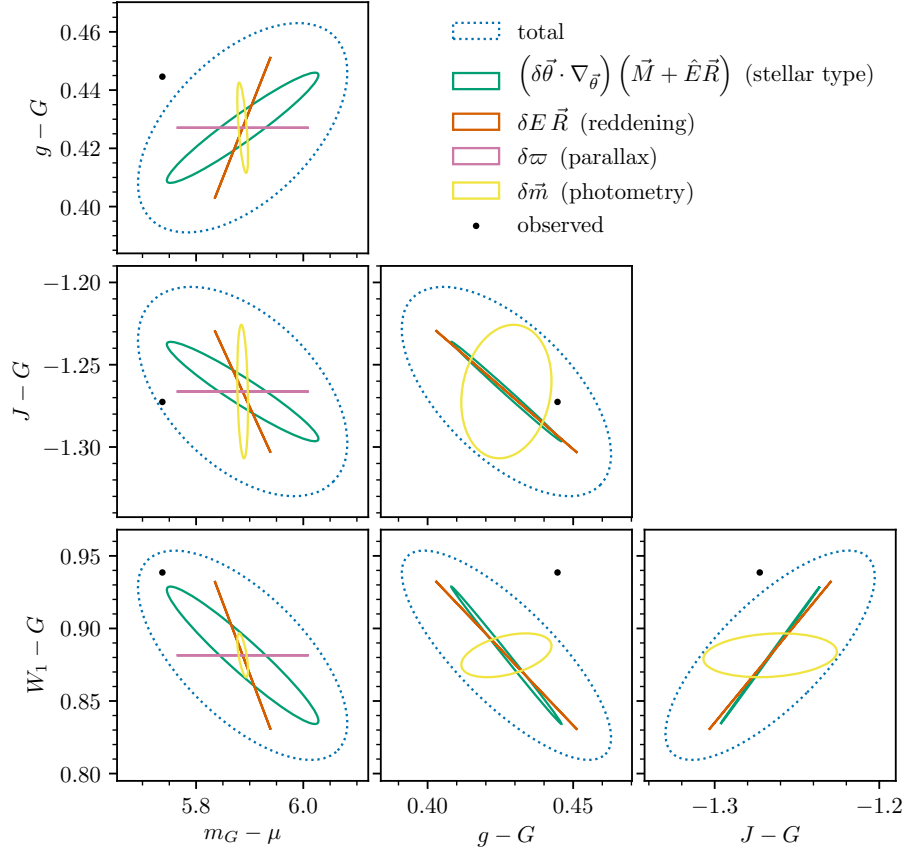 0.46
0.44
0.42
0.40
g − G
total
(δθ⃗ · ∇_θ⃗) (M⃗ + ÊR⃗) (stellar type)
δE R⃗ (reddening)
δϖ (parallax)
δm⃗ (photometry)
observed
−1.20
−1.25
−1.30
J − G
0.95
0.90
0.85
0.80
W₁ − G
5.8 6.0
m_G − μ
0.40 0.45
g − G
−1.3 −1.2
J − G